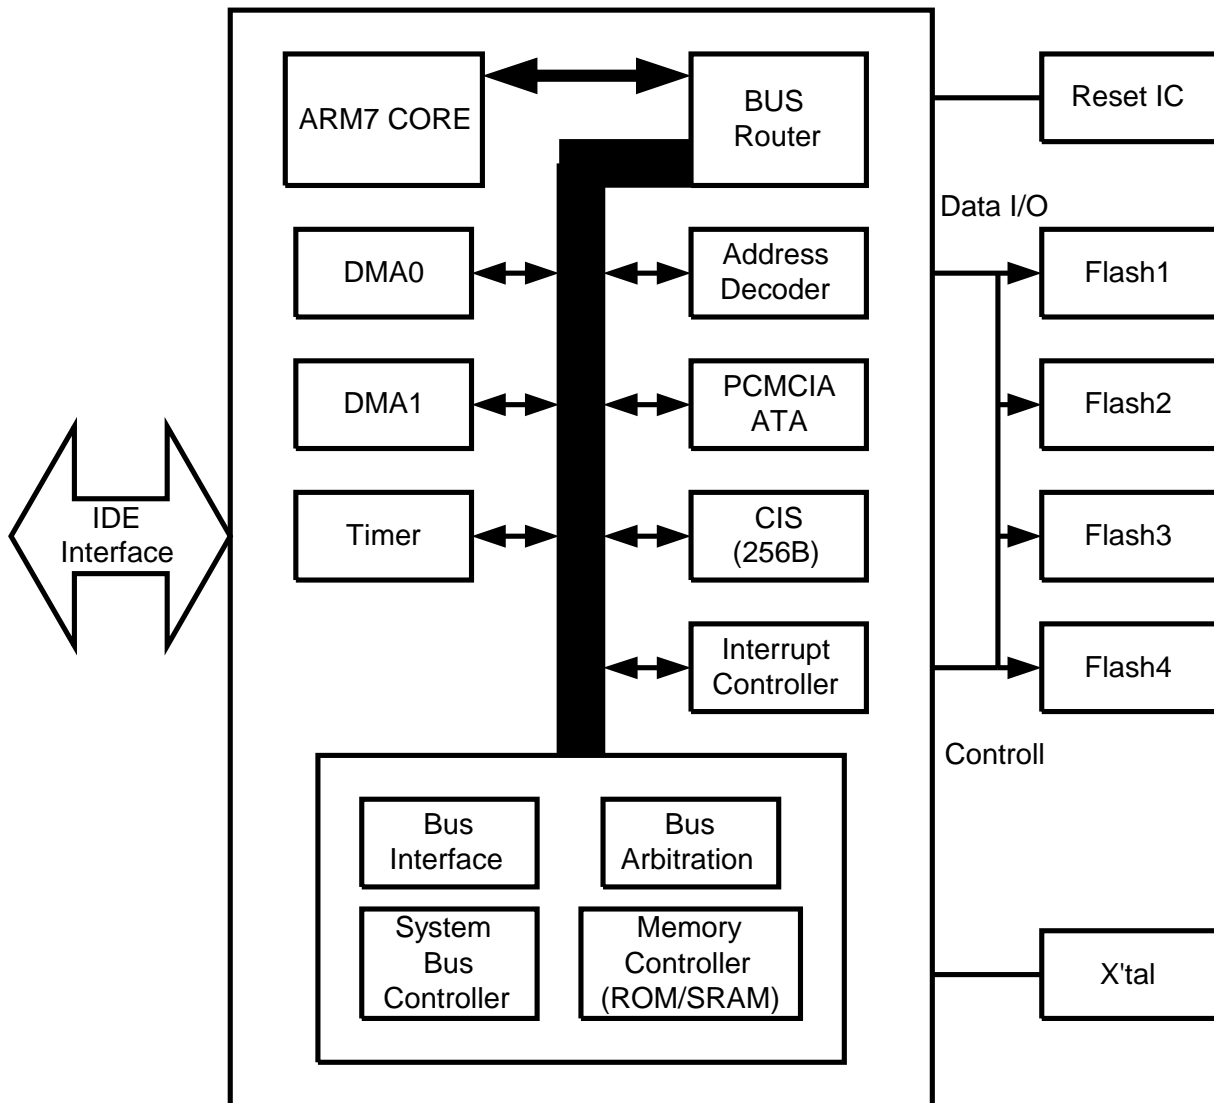 ARM7 CORE
BUS
Router
Reset IC
Data I/O
DMA0
Address
Decoder
Flash1
DMA1
PCMCIA
ATA
Flash2
IDE
Interface
Timer
CIS
(256B)
Flash3
Interrupt
Controller
Flash4
Controll
Bus
Interface
Bus
Arbitration
System
Bus
Controller
Memory
Controller
(ROM/SRAM)
X'tal